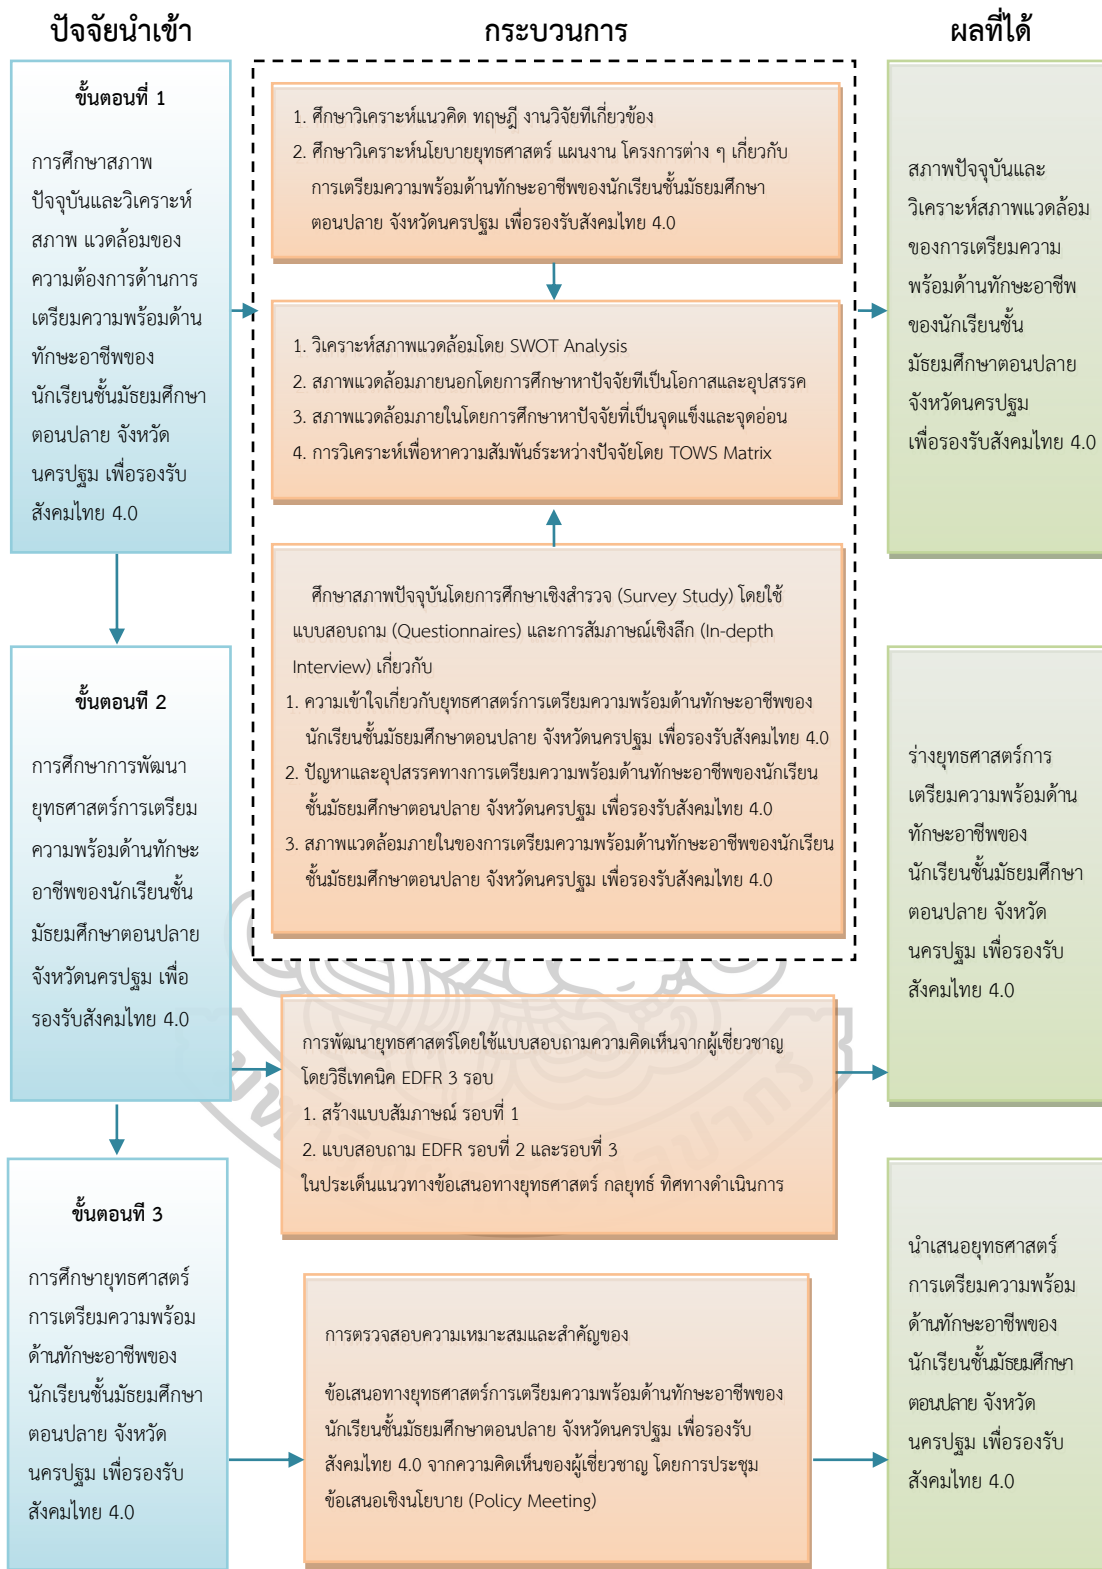 ปัจจัยนำเข้า
กระบวนการ
ผลที่ได้
ขั้นตอนที่ 1
การศึกษาสภาพ
ปัจจุบันและวิเคราะห์
สภาพ แวดล้อมของ
ความต้องการด้านการ
เตรียมความพร้อมด้าน
ทักษะอาชีพของ
นักเรียนชั้นมัธยมศึกษา
ตอนปลาย จังหวัด
นครปฐม เพื่อรองรับ
สังคมไทย 4.0
1. ศึกษาวิเคราะห์แนวคิด ทฤษฎี งานวิจัยที่เกี่ยวข้อง
2. ศึกษาวิเคราะห์นโยบายยุทธศาสตร์ แผนงาน โครงการต่าง ๆ เกี่ยวกับ
การเตรียมความพร้อมด้านทักษะอาชีพของนักเรียนชั้นมัธยมศึกษา
ตอนปลาย จังหวัดนครปฐม เพื่อรองรับสังคมไทย 4.0
1. วิเคราะห์สภาพแวดล้อมโดย SWOT Analysis
2. สภาพแวดล้อมภายนอกโดยการศึกษาหาปัจจัยที่เป็นโอกาสและอุปสรรค
3. สภาพแวดล้อมภายในโดยการศึกษาหาปัจจัยที่เป็นจุดแข็งและจุดอ่อน
4. การวิเคราะห์เพื่อหาความสัมพันธ์ระหว่างปัจจัยโดย TOWS Matrix
ศึกษาสภาพปัจจุบันโดยการศึกษาเชิงสำรวจ (Survey Study) โดยใช้
แบบสอบถาม (Questionnaires) และการสัมภาษณ์เชิงลึก (In-depth
Interview) เกี่ยวกับ
1. ความเข้าใจเกี่ยวกับยุทธศาสตร์การเตรียมความพร้อมด้านทักษะอาชีพของ
นักเรียนชั้นมัธยมศึกษาตอนปลาย จังหวัดนครปฐม เพื่อรองรับสังคมไทย 4.0
2. ปัญหาและอุปสรรคทางการเตรียมความพร้อมด้านทักษะอาชีพของนักเรียน
ชั้นมัธยมศึกษาตอนปลาย จังหวัดนครปฐม เพื่อรองรับสังคมไทย 4.0
3. สภาพแวดล้อมภายในของการเตรียมความพร้อมด้านทักษะอาชีพของนักเรียน
ชั้นมัธยมศึกษาตอนปลาย จังหวัดนครปฐม เพื่อรองรับสังคมไทย 4.0
สภาพปัจจุบันและ
วิเคราะห์สภาพแวดล้อม
ของการเตรียมความ
พร้อมด้านทักษะอาชีพ
ของนักเรียนชั้น
มัธยมศึกษาตอนปลาย
จังหวัดนครปฐม
เพื่อรองรับสังคมไทย 4.0
ขั้นตอนที่ 2
การศึกษาการพัฒนา
ยุทธศาสตร์การเตรียม
ความพร้อมด้านทักษะ
อาชีพของนักเรียนชั้น
มัธยมศึกษาตอนปลาย
จังหวัดนครปฐม เพื่อ
รองรับสังคมไทย 4.0
การพัฒนายุทธศาสตร์โดยใช้แบบสอบถามความคิดเห็นจากผู้เชี่ยวชาญ
โดยวิธีเทคนิค EDFR 3 รอบ
1. สร้างแบบสัมภาษณ์ รอบที่ 1
2. แบบสอบถาม EDFR รอบที่ 2 และรอบที่ 3
ในประเด็นแนวทางข้อเสนอทางยุทธศาสตร์ กลยุทธ์ ทิศทางดำเนินการ
ร่างยุทธศาสตร์การ
เตรียมความพร้อมด้าน
ทักษะอาชีพของ
นักเรียนชั้นมัธยมศึกษา
ตอนปลาย จังหวัด
นครปฐม เพื่อรองรับ
สังคมไทย 4.0
ขั้นตอนที่ 3
การศึกษายุทธศาสตร์
การเตรียมความพร้อม
ด้านทักษะอาชีพของ
นักเรียนชั้นมัธยมศึกษา
ตอนปลาย จังหวัด
นครปฐม เพื่อรองรับ
สังคมไทย 4.0
การตรวจสอบความเหมาะสมและสำคัญของ
ข้อเสนอทางยุทธศาสตร์การเตรียมความพร้อมด้านทักษะอาชีพของ
นักเรียนชั้นมัธยมศึกษาตอนปลาย จังหวัดนครปฐม เพื่อรองรับ
สังคมไทย 4.0 จากความคิดเห็นของผู้เชี่ยวชาญ โดยการประชุม
ข้อเสนอเชิงนโยบาย (Policy Meeting)
นำเสนอยุทธศาสตร์
การเตรียมความพร้อม
ด้านทักษะอาชีพของ
นักเรียนชั้นมัธยมศึกษา
ตอนปลาย จังหวัด
นครปฐม เพื่อรองรับ
สังคมไทย 4.0